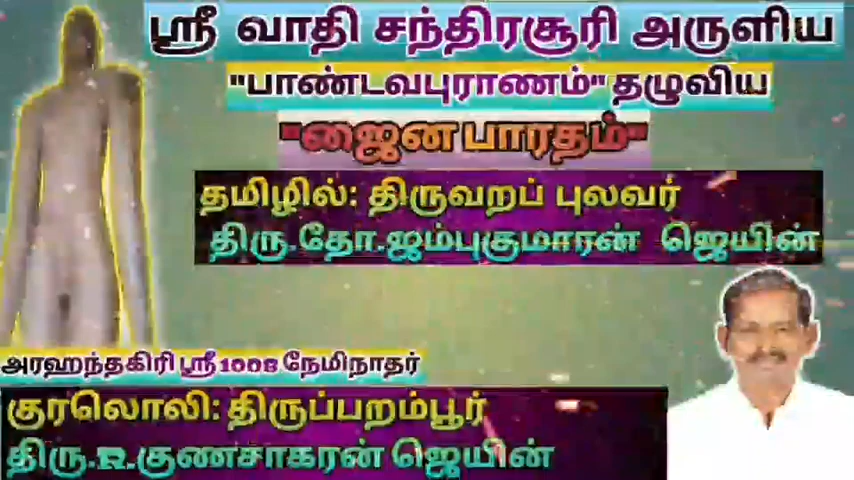 ஸ்ரீ வாதி சந்திரசூரி அருளிய
"பாண்டவபுராணம்" தழுவிய
"ஜைன பாரதம்"
தமிழில்: திருவறப் புலவர்
திரு.தோ.ஜம்புகுமாரன் ஜெயின்
அரஹந்தகிரி ஸ்ரீ 1008 நேமிநாதர்
குரலொலி: திருப்பறம்பூர்
திரு.R.குணசாகரன் ஜெயின்